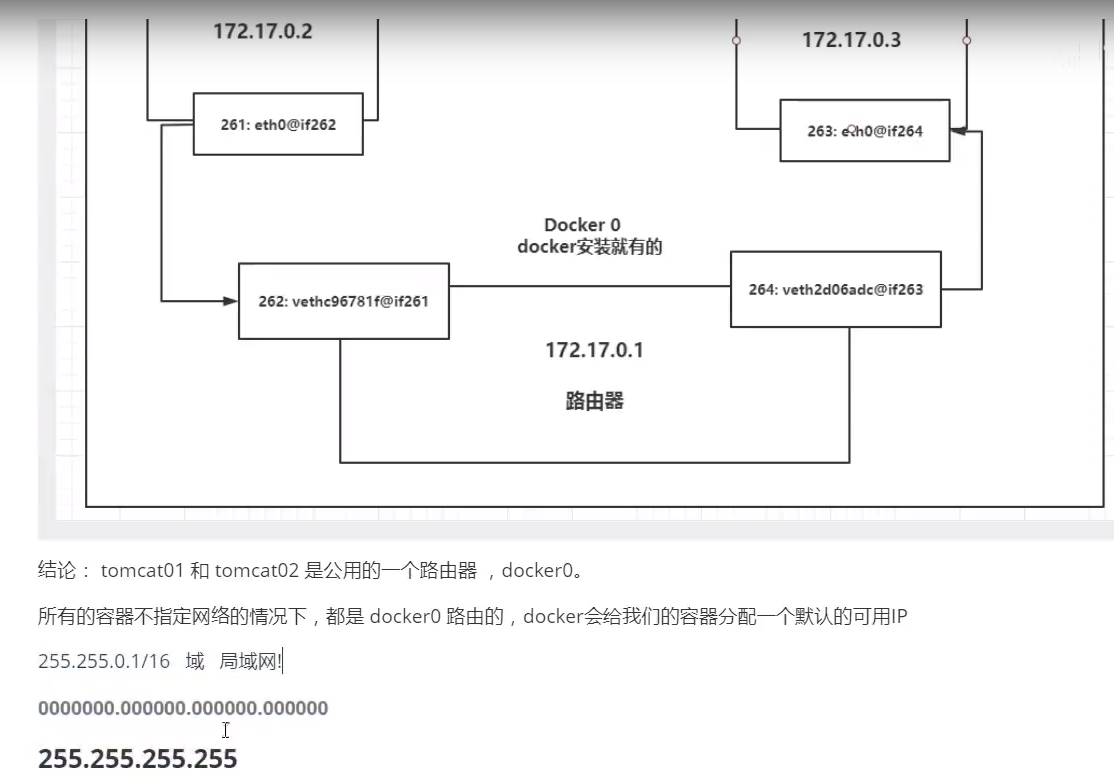 172.17.0.2
172.17.0.3
261: eth0@if262
263: eth0@if264
Docker 0
docker安装就有的
262: vethc96781f@if261
264: veth2d06adc@if263
172.17.0.1
路由器
结论： tomcat01 和 tomcat02 是公用的一个路由器 ，docker0。
所有的容器不指定网络的情况下，都是 docker0 路由的，docker会给我们的容器分配一个默认的可用IP
255.255.0.1/16 域 局域网!
0000000.000000.000000.000000
255.255.255.255